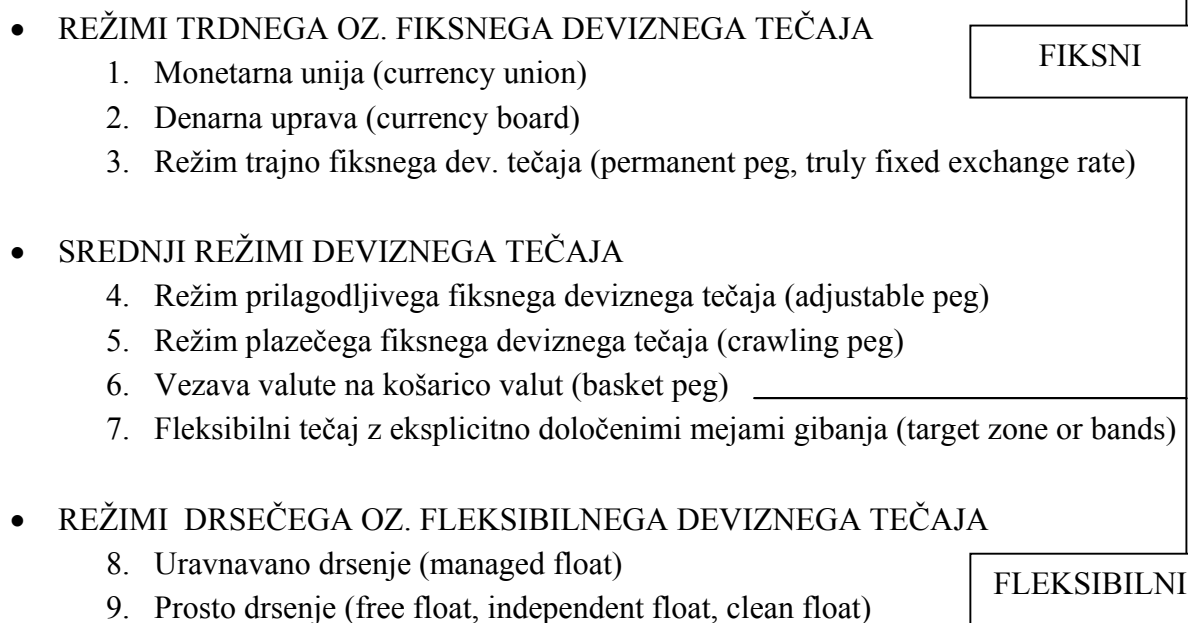 • REŽIMI TRDNEGA OZ. FIKSNEGA DEVIZNEGA TEČAJA
FIKSNI
1. Monetarna unija (currency union)
2. Denarna uprava (currency board)
3. Režim trajno fiksnega dev. tečaja (permanent peg, truly fixed exchange rate)
• SREDNJI REŽIMI DEVIZNEGA TEČAJA
4. Režim prilagodljivega fiksnega deviznega tečaja (adjustable peg)
5. Režim plazečega fiksnega deviznega tečaja (crawling peg)
6. Vezava valute na košarico valut (basket peg)
7. Fleksibilni tečaj z eksplicitno določenimi mejami gibanja (target zone or bands)
• REŽIMI DRSEČEGA OZ. FLEKSIBILNEGA DEVIZNEGA TEČAJA
8. Uravnavano drsenje (managed float)
FLEKSIBILNI
9. Prosto drsenje (free float, independent float, clean float)